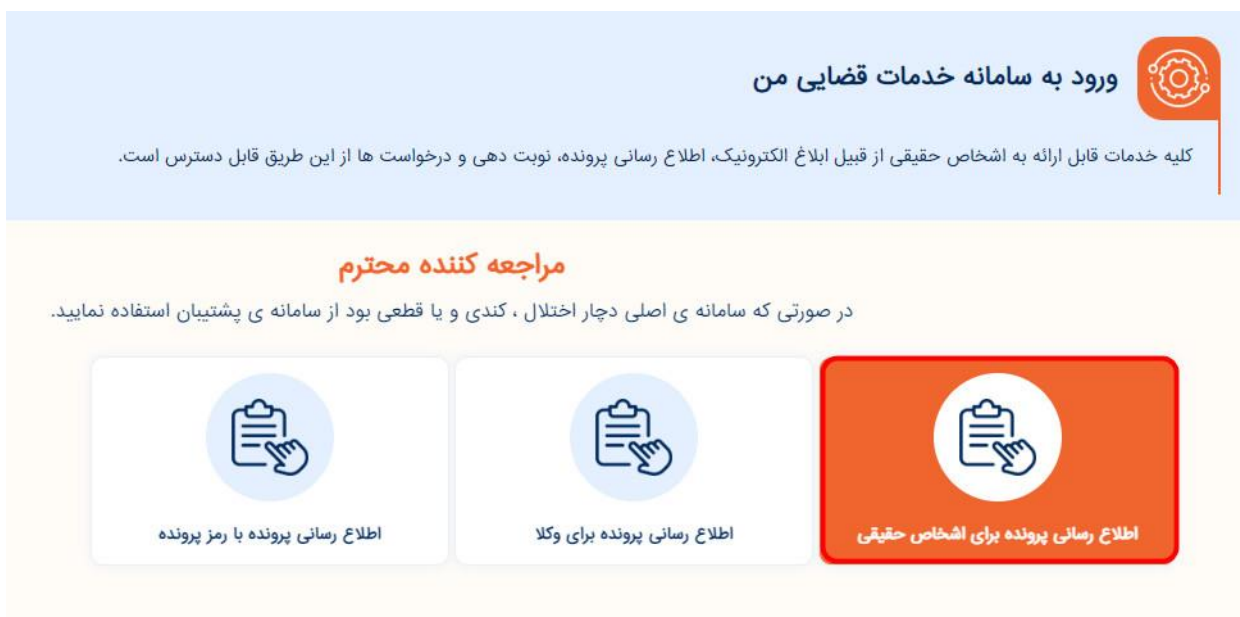 ورود به سامانه خدمات قضایی من
کلیه خدمات قابل ارائه به اشخاص حقیقی از قبیل ابلاغ الکترونیک، اطلاع رسانی پرونده، نوبت دهی و درخواست ها از این طریق قابل دسترس است.
مراجعه کننده محترم
در صورتی که سامانه ی اصلی دچار اختلال ، کندی و یا قطعی بود از سامانه ی پشتیبان استفاده نمایید.
اطلاع رسانی پرونده برای اشخاص حقیقی
اطلاع رسانی پرونده برای وکلا
اطلاع رسانی پرونده با رمز پرونده